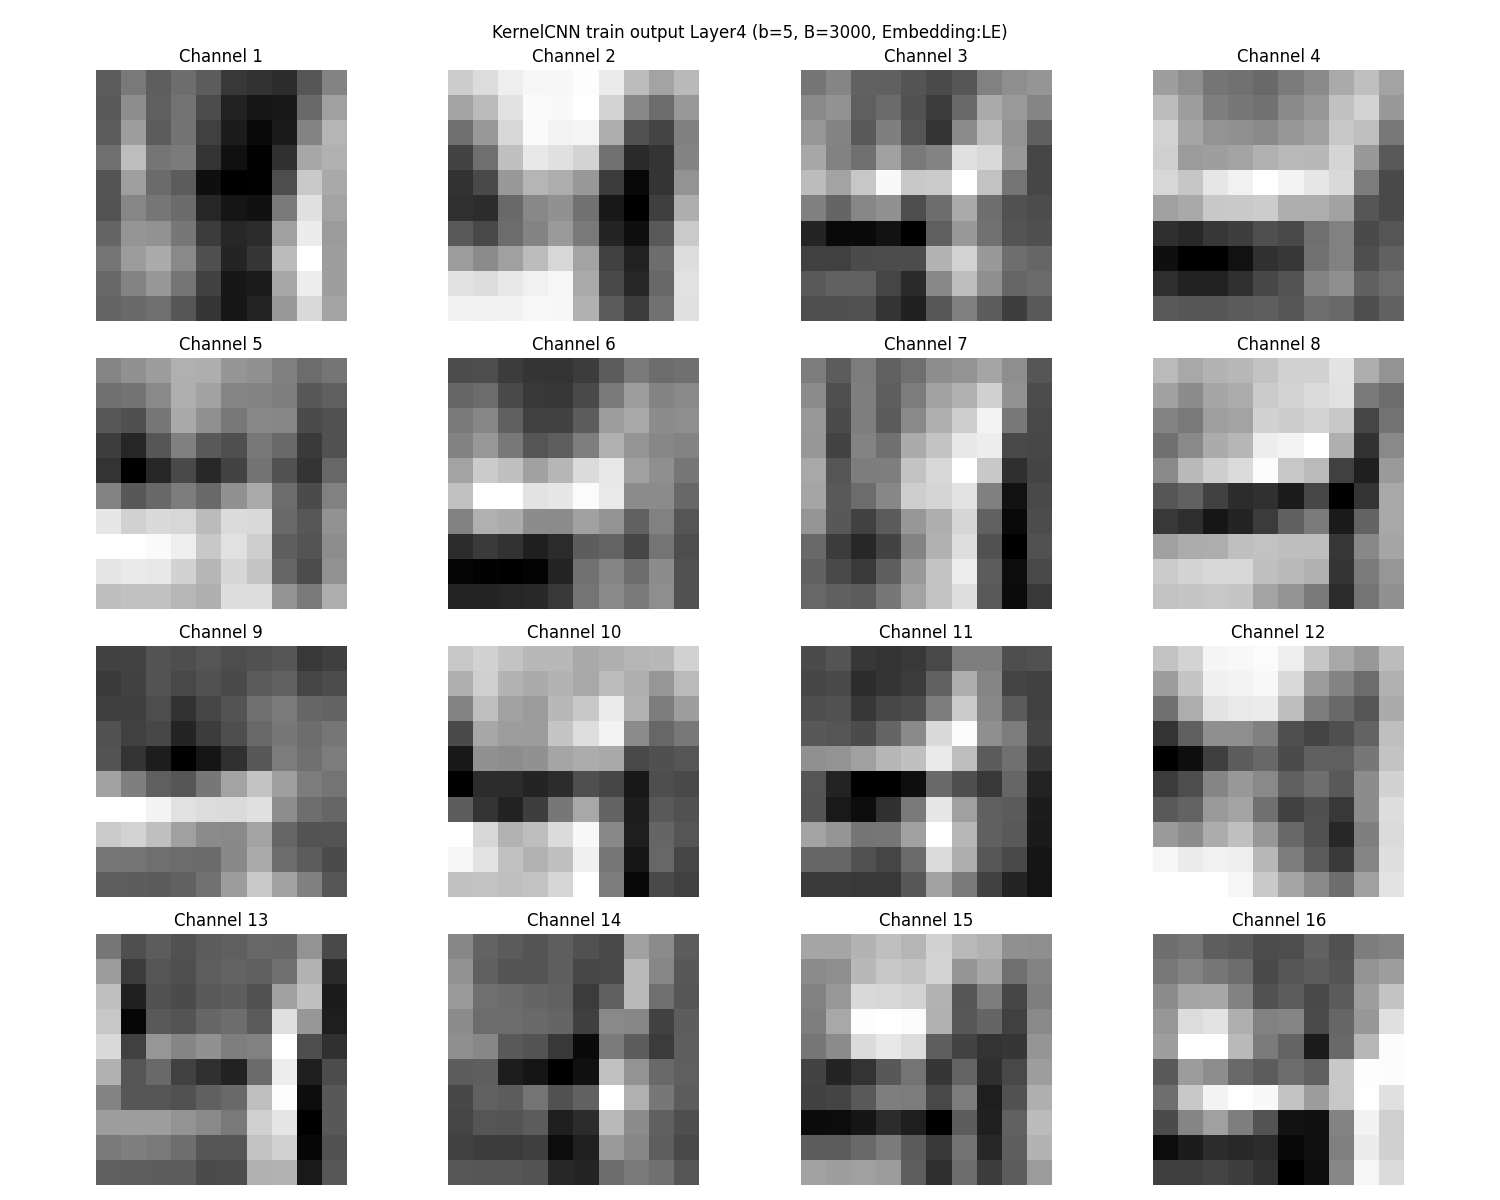 KernelCNN train output Layer4 (b=5, B=3000, Embedding:LE)
Channel 1
Channel 2
Channel 3
Channel 4
Channel 5
Channel 6
Channel 7
Channel 8
Channel 9
Channel 10
Channel 11
Channel 12
Channel 13
Channel 14
Channel 15
Channel 16